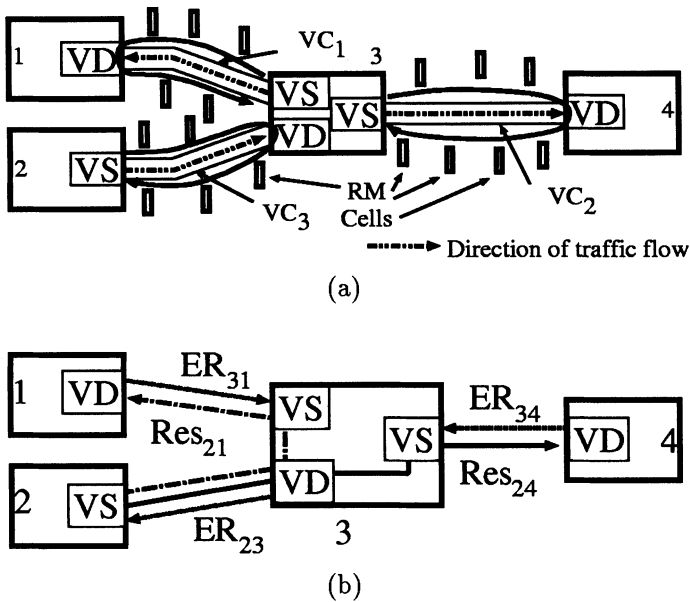 1
VD
VC1
3
VS
VS
VD
VD
4
2
VS
VC3
RM
Cells
VC2
Direction of traffic flow
(a)
1
VD
ER31
Res21
VS
VS
ER34
VD
4
Res24
2
VS
VD
ER23
3
(b)